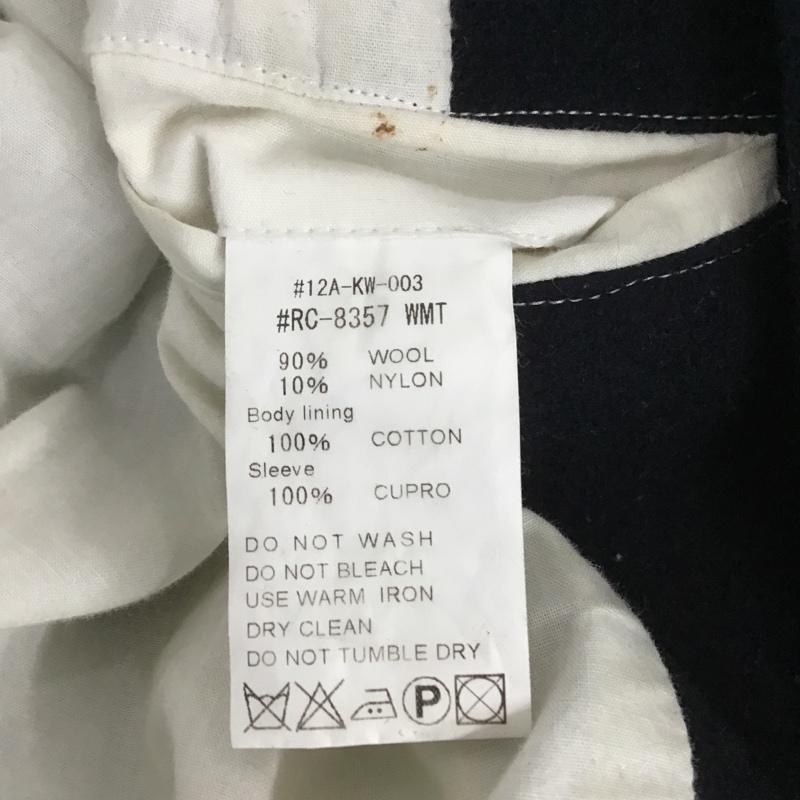 #12A-KW-003
#RC-8357 WMT
90% WOOL
10% NYLON
Body lining
100% COTTON
Sleeve
100% CUPRO
DO NOT WASH
DO NOT BLEACH
USE WARM IRON
DRY CLEAN
DO NOT TUMBLE DRY
P